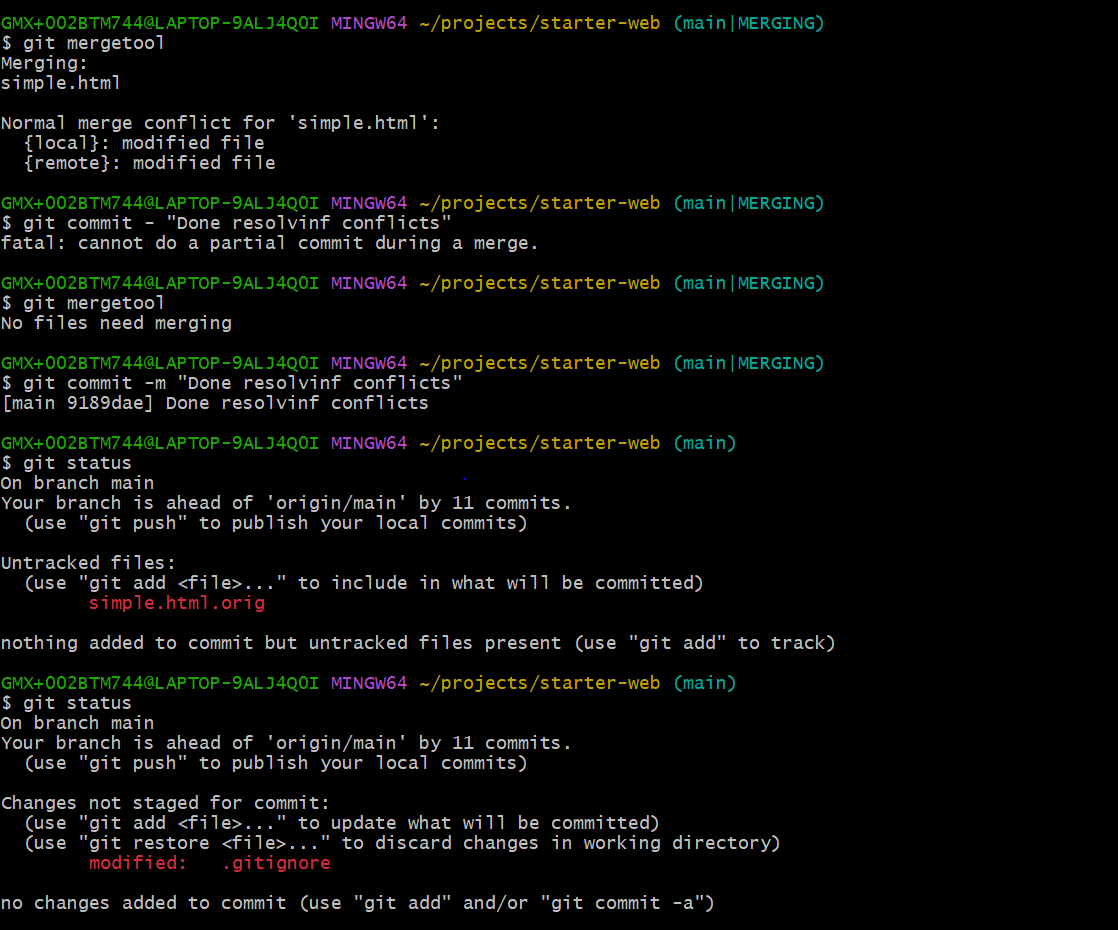 GMX+002BTM744@LAPTOP-9ALJ4Q0I MINGW64 ~/projects/starter-web (main|MERGING)
$ git mergetool
Merging:
simple.html
Normal merge conflict for 'simple.html':
  {local}: modified file
  {remote}: modified file
GMX+002BTM744@LAPTOP-9ALJ4Q0I MINGW64 ~/projects/starter-web (main|MERGING)
$ git commit - "Done resolvinf conflicts"
fatal: cannot do a partial commit during a merge.
GMX+002BTM744@LAPTOP-9ALJ4Q0I MINGW64 ~/projects/starter-web (main|MERGING)
$ git mergetool
No files need merging
GMX+002BTM744@LAPTOP-9ALJ4Q0I MINGW64 ~/projects/starter-web (main|MERGING)
$ git commit -m "Done resolvinf conflicts"
[main 9189dae] Done resolvinf conflicts
GMX+002BTM744@LAPTOP-9ALJ4Q0I MINGW64 ~/projects/starter-web (main)
$ git status
On branch main
Your branch is ahead of 'origin/main' by 11 commits.
  (use "git push" to publish your local commits)
Untracked files:
  (use "git add <file>..." to include in what will be committed)
        simple.html.orig
nothing added to commit but untracked files present (use "git add" to track)
GMX+002BTM744@LAPTOP-9ALJ4Q0I MINGW64 ~/projects/starter-web (main)
$ git status
On branch main
Your branch is ahead of 'origin/main' by 11 commits.
  (use "git push" to publish your local commits)
Changes not staged for commit:
  (use "git add <file>..." to update what will be committed)
  (use "git restore <file>..." to discard changes in working directory)
        modified:   .gitignore
no changes added to commit (use "git add" and/or "git commit -a")